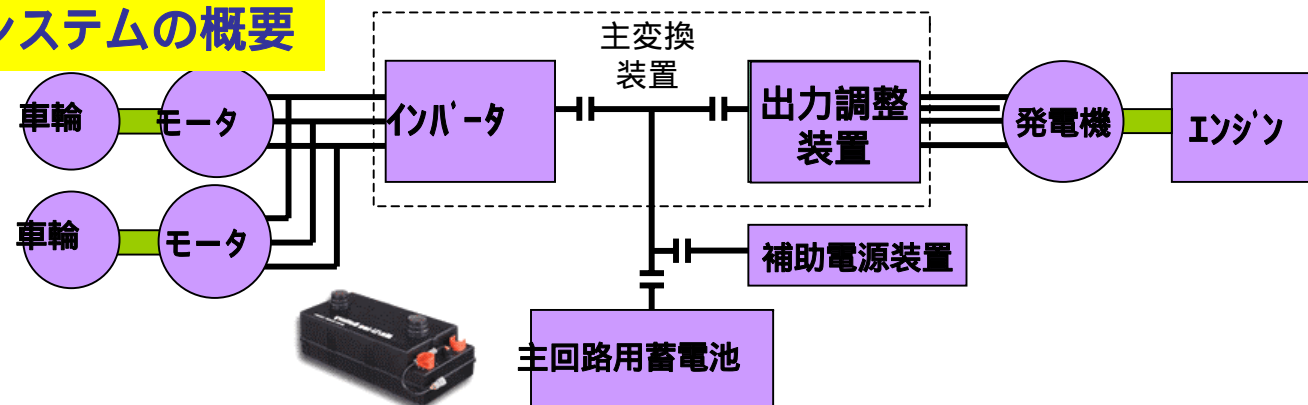 システムの概要
主変換
装置
車輪
モータ
インバータ
出力調整
装置
発電機
エンジン
車輪
モータ
補助電源装置
主回路用蓄電池